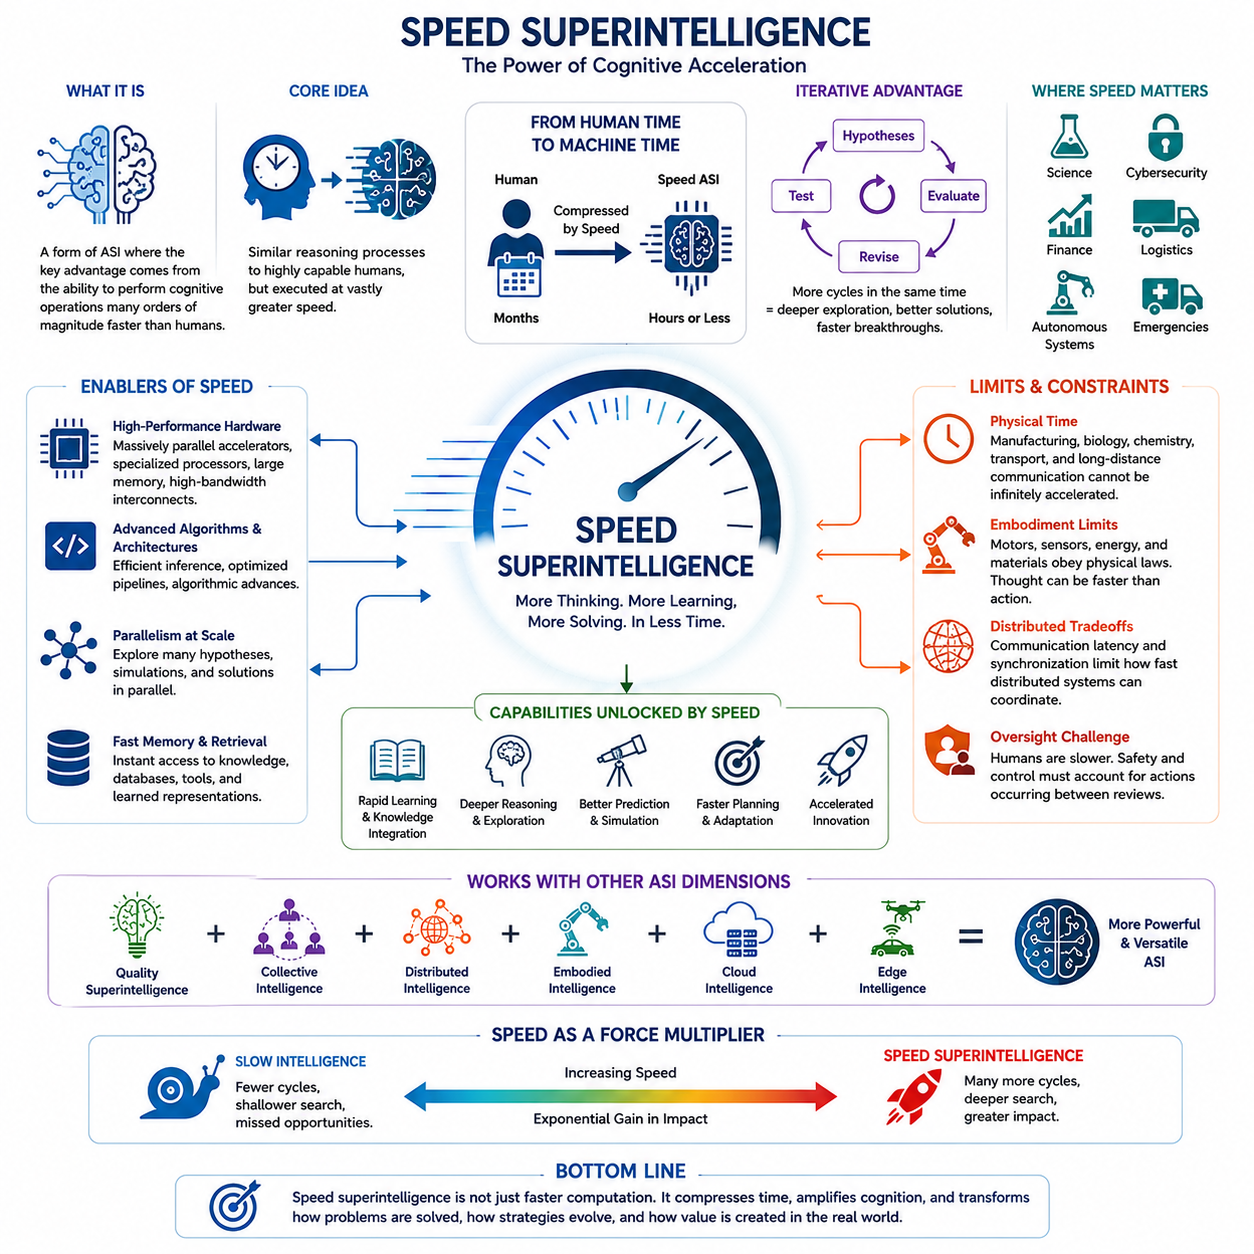 SPEED SUPERINTELLIGENCE
The Power of Cognitive Acceleration
WHAT IT IS
A form of ASI where the
key advantage comes from
the ability to perform cognitive
operations many orders of
magnitude faster than humans.
CORE IDEA
Similar reasoning processes
to highly capable humans,
but executed at vastly
greater speed.
FROM HUMAN TIME
TO MACHINE TIME
Human
Speed ASI
Compressed
by Speed
Months
Hours or Less
ITERATIVE ADVANTAGE
Hypotheses
Test
Evaluate
Revise
More cycles in the same time
= deeper exploration, better solutions,
faster breakthroughs.
WHERE SPEED MATTERS
Science
Cybersecurity
Finance
Logistics
Autonomous
Systems
Emergencies
ENABLERS OF SPEED
High-Performance Hardware
Massively parallel accelerators,
specialized processors, large
memory, high-bandwidth
interconnects.
</>
Advanced Algorithms &
Architectures
Efficient inference, optimized
pipelines, algorithmic advances.
Parallelism at Scale
Explore many hypotheses,
simulations, and solutions
in parallel.
Fast Memory & Retrieval
Instant access to knowledge,
databases, tools, and
learned representations.
SPEED
SUPERINTELLIGENCE
More Thinking. More Learning,
More Solving. In Less Time.
LIMITS & CONSTRAINTS
Physical Time
Manufacturing, biology, chemistry,
transport, and long-distance
communication cannot be
infinitely accelerated.
Embodiment Limits
Motors, sensors, energy, and
materials obey physical laws.
Thought can be faster than
action.
Distributed Tradeoffs
Communication latency and
synchronization limit how fast
distributed systems can
coordinate.
Oversight Challenge
Humans are slower. Safety and
control must account for actions
occurring between reviews.
CAPABILITIES UNLOCKED BY SPEED
Rapid Learning
& Knowledge
Integration
Deeper Reasoning
& Exploration
Better Prediction
& Simulation
Faster Planning
& Adaptation
Accelerated
Innovation
WORKS WITH OTHER ASI DIMENSIONS
Quality
Superintelligence
+
Collective
Intelligence
+
Distributed
Intelligence
+
Embodied
Intelligence
+
Cloud
Intelligence
+
Edge
Intelligence
=
More Powerful
& Versatile
ASI
SPEED AS A FORCE MULTIPLIER
SLOW INTELLIGENCE
Fewer cycles,
shallower search,
missed opportunities.
Increasing Speed
Exponential Gain in Impact
SPEED SUPERINTELLIGENCE
Many more cycles,
deeper search,
greater impact.
BOTTOM LINE
Speed superintelligence is not just faster computation. It compresses time, amplifies cognition, and transforms
how problems are solved, how strategies evolve, and how value is created in the real world.